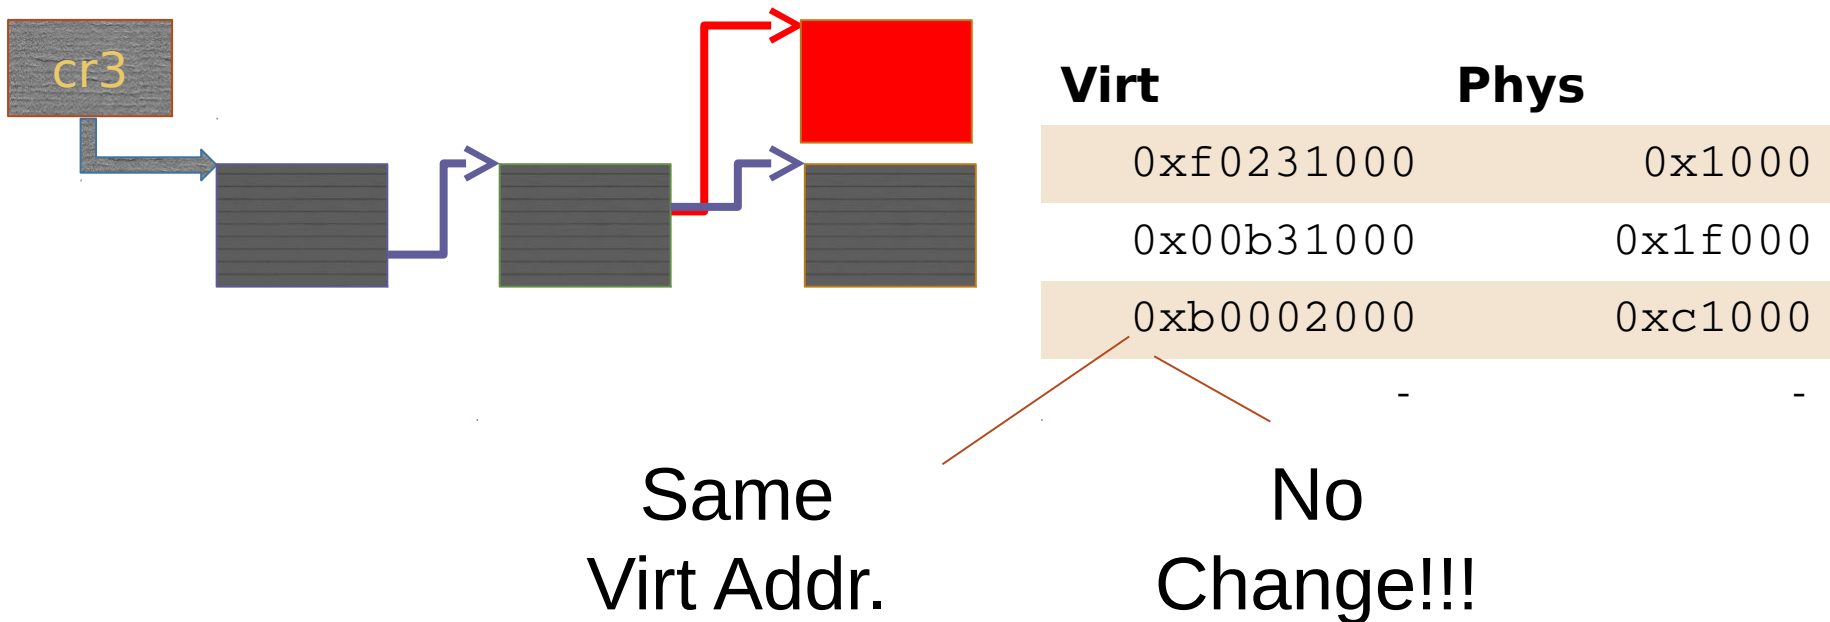 cr3
Virt Phys
0xf0231000 0x1000
0x00b31000 0x1f000
0xb0002000 0xc1000
- -
Same
Virt Addr.
No
Change!!!